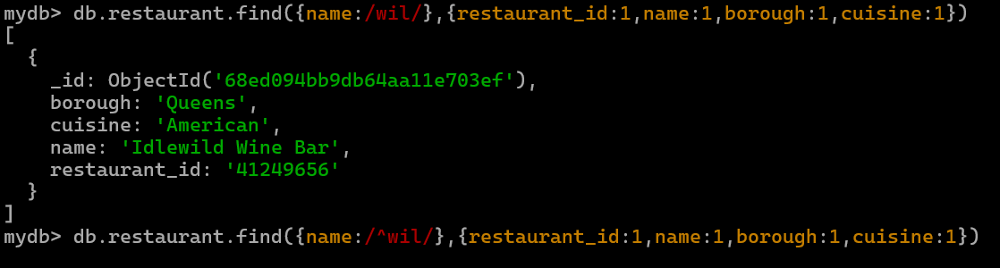 mydb> db.restaurant.find({name:/wil/},{restaurant_id:1,name:1,borough:1,cuisine:1})
[
  {
    _id: ObjectId('68ed094bb9db64aa11e703ef'),
    borough: 'Queens',
    cuisine: 'American',
    name: 'Idlewild Wine Bar',
    restaurant_id: '41249656'
  }
]
mydb> db.restaurant.find({name:/^wil/},{restaurant_id:1,name:1,borough:1,cuisine:1})